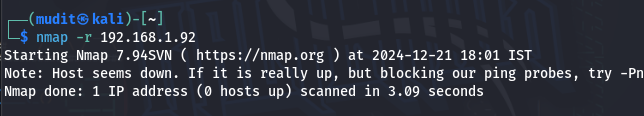 ┌──(mudit㉿kali)-[~]
└─$ nmap -r 192.168.1.92
Starting Nmap 7.94SVN ( https://nmap.org ) at 2024-12-21 18:01 IST
Note: Host seems down. If it is really up, but blocking our ping probes, try -Pn
Nmap done: 1 IP address (0 hosts up) scanned in 3.09 seconds